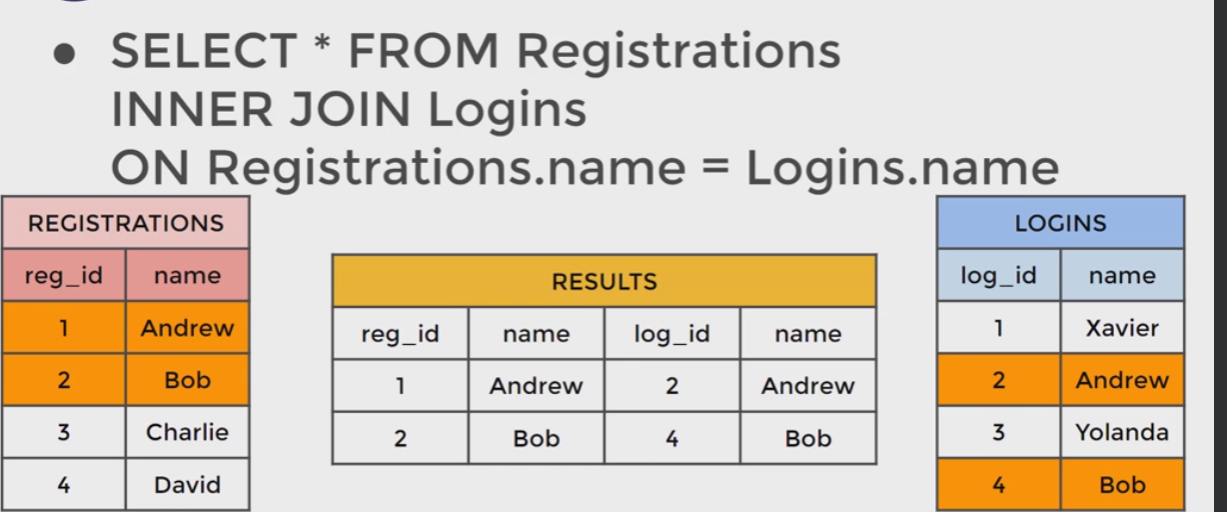 SELECT * FROM Registrations
INNER JOIN Logins
ON Registrations.name = Logins.name
REGISTRATIONS
reg_id name
1 Andrew
2 Bob
3 Charlie
4 David
RESULTS
reg_id name log_id name
1 Andrew 2 Andrew
2 Bob 4 Bob
LOGINS
log_id name
1 Xavier
2 Andrew
3 Yolanda
4 Bob